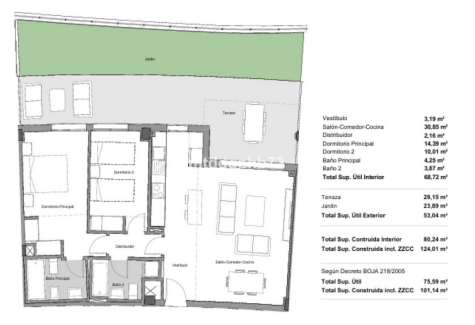 Jardín
Terraza
Dormitorio 2
Dormitorio Principal
Distribuidor
Vestíbulo
Salón-Comedor-Cocina
Baño Principal
Baño 2
Vestíbulo 3,19 m²
Salón-Comedor-Cocina 30,85 m²
Distribuidor 2,16 m²
Dormitorio Principal 14,39 m²
Dormitorio 2 10,01 m²
Baño Principal 4,25 m²
Baño 2 3,87 m²
Total Sup. Útil Interior 68,72 m²
Terraza 29,15 m²
Jardín 23,89 m²
Total Sup. Útil Exterior 53,04 m²
Total Sup. Contruida Interior 80,24 m²
Total Sup. Construida incl. ZZCC 124,01 m²
Según Decreto BOJA 218/2005
Total Sup. Útil 75,59 m²
Total Sup. Construida incl. ZZCC 101,14 m²